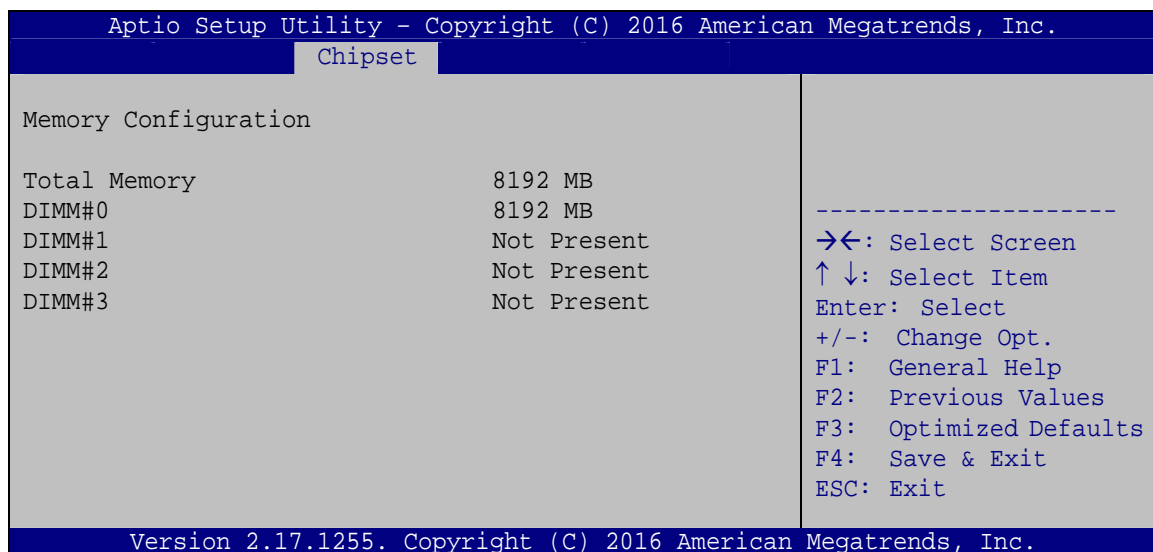 Aptio Setup Utility – Copyright (C) 2016 American Megatrends, Inc.
Chipset
Memory Configuration
Total Memory 8192 MB
DIMM#0 8192 MB
DIMM#1 Not Present
DIMM#2 Not Present
DIMM#3 Not Present
---------------------
→←: Select Screen
↑ ↓: Select Item
Enter: Select
+/-: Change Opt.
F1: General Help
F2: Previous Values
F3: Optimized Defaults
F4: Save & Exit
ESC: Exit
Version 2.17.1255. Copyright (C) 2016 American Megatrends, Inc.